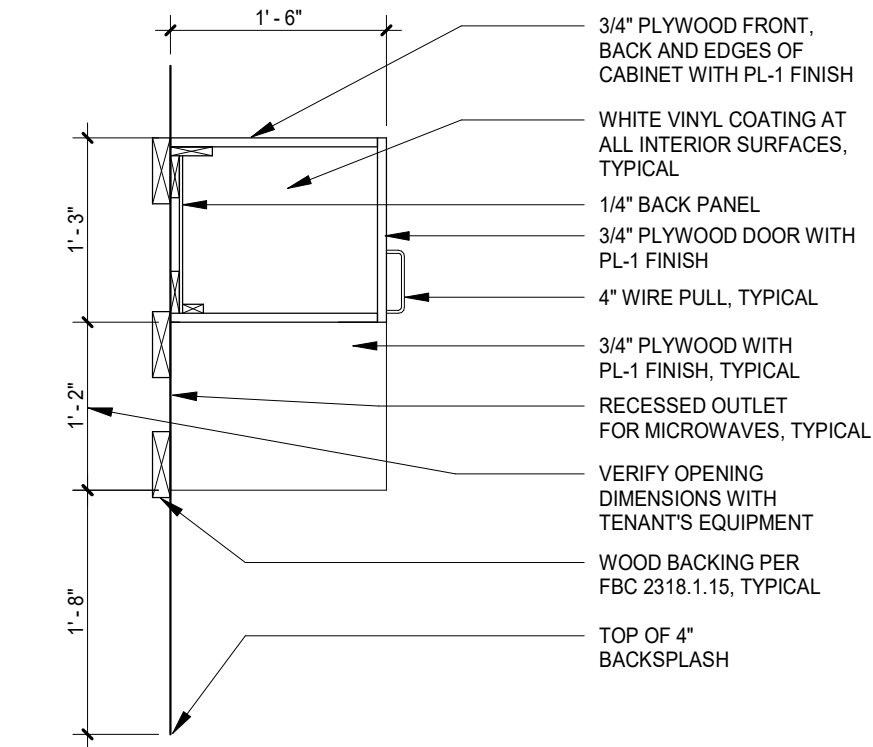 1' - 6"
3/4" PLYWOOD FRONT,
BACK AND EDGES OF
CABINET WITH PL-1 FINISH
WHITE VINYL COATING AT
ALL INTERIOR SURFACES,
TYPICAL
1/4" BACK PANEL
3/4" PLYWOOD DOOR WITH
PL-1 FINISH
4" WIRE PULL, TYPICAL
3/4" PLYWOOD WITH
PL-1 FINISH, TYPICAL
RECESSED OUTLET
FOR MICROWAVES, TYPICAL
VERIFY OPENING
DIMENSIONS WITH
TENANT'S EQUIPMENT
WOOD BACKING PER
FBC 2318.1.15, TYPICAL
TOP OF 4"
BACKSPLASH
1' - 3"
1' - 2"
1' - 8"